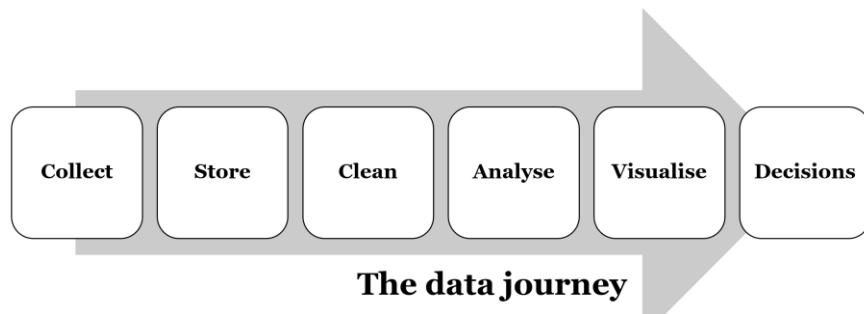 Collect
Store
Clean
Analyse
Visualise
Decisions
The data journey